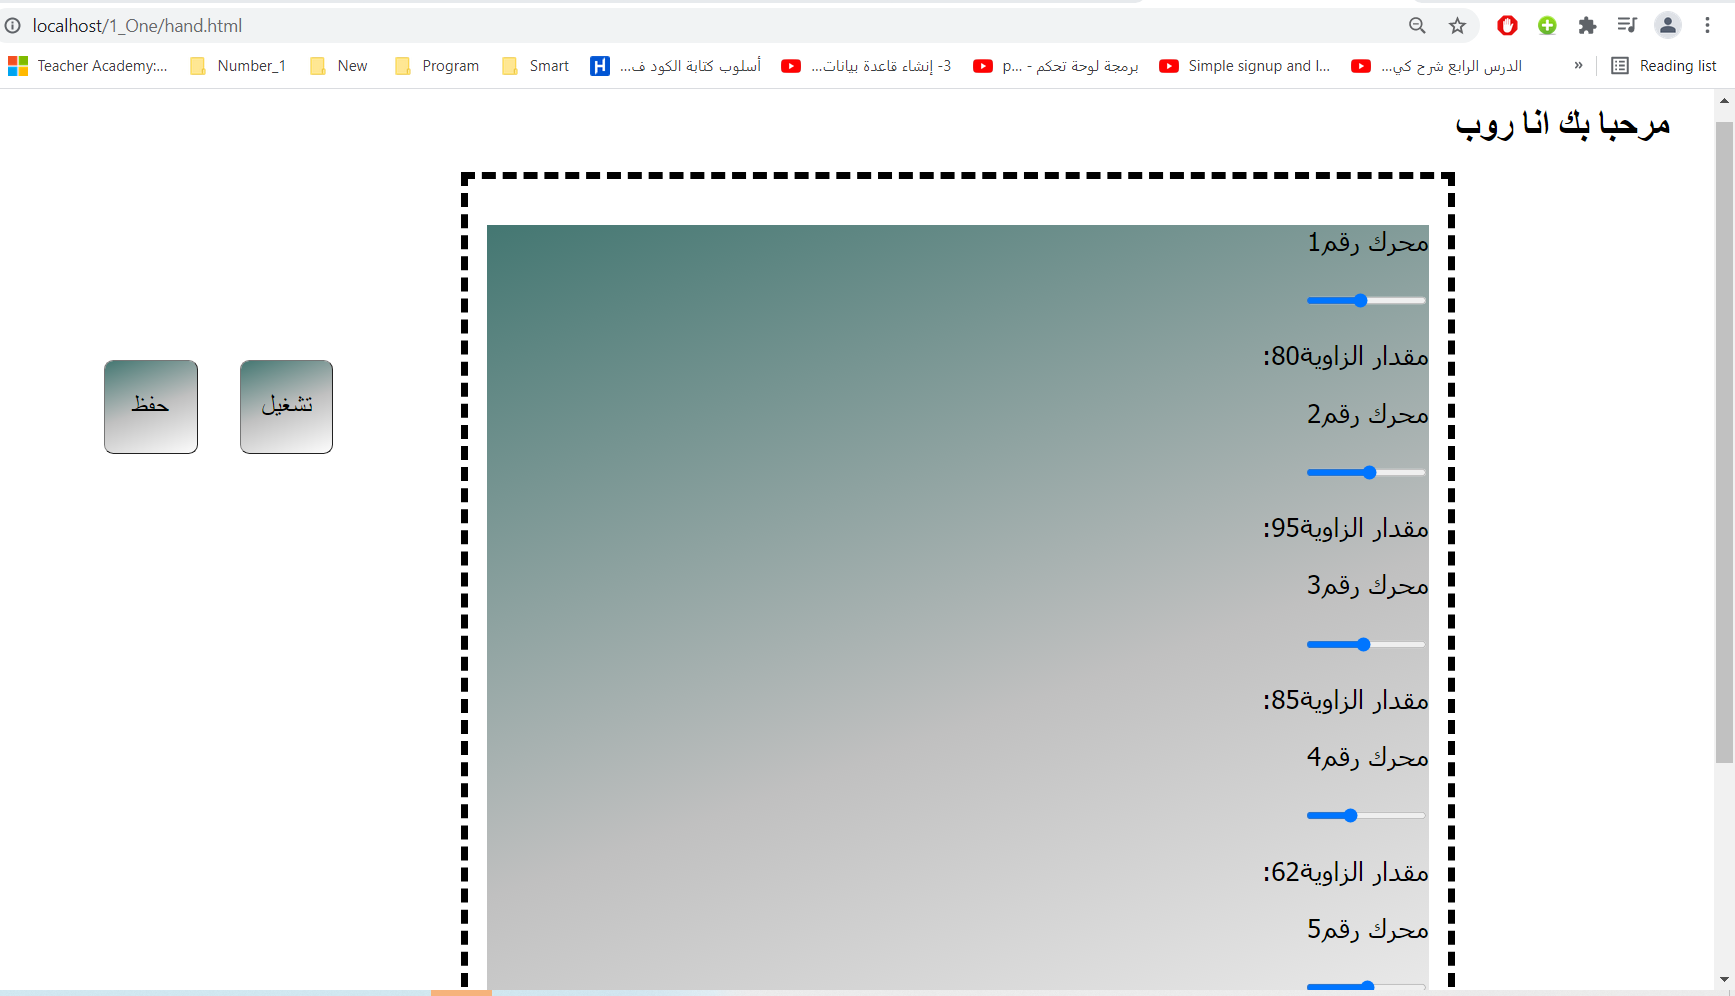 localhost/1_One/hand.html
Teacher Academy:... Number_1 New Program Smart أسلوب كتابة الكود ف... 3- إنشاء قاعدة بيانات... برمجة لوحة تحكم - p... Simple signup and l... الدرس الرابع شرح كي... » Reading list
مرحبا بك انا روب
محرك رقم1
مقدار الزاوية80:
محرك رقم2
مقدار الزاوية95:
محرك رقم3
مقدار الزاوية85:
محرك رقم4
مقدار الزاوية62:
محرك رقم5
تشغيل
حفظ